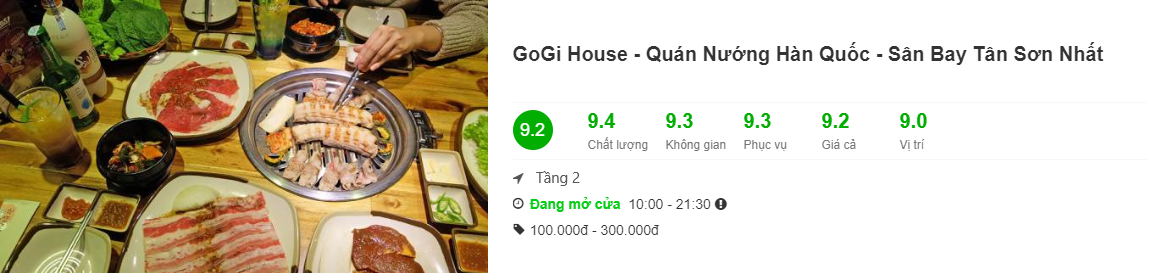 GoGi House - Quán Nướng Hàn Quốc - Sân Bay Tân Sơn Nhất
9.2
9.4
9.3
9.3
9.2
9.0
Chất lượng
Không gian
Phục vụ
Giá cả
Vị trí
Tầng 2
Đang mở cửa 10:00 - 21:30
100.000đ - 300.000đ